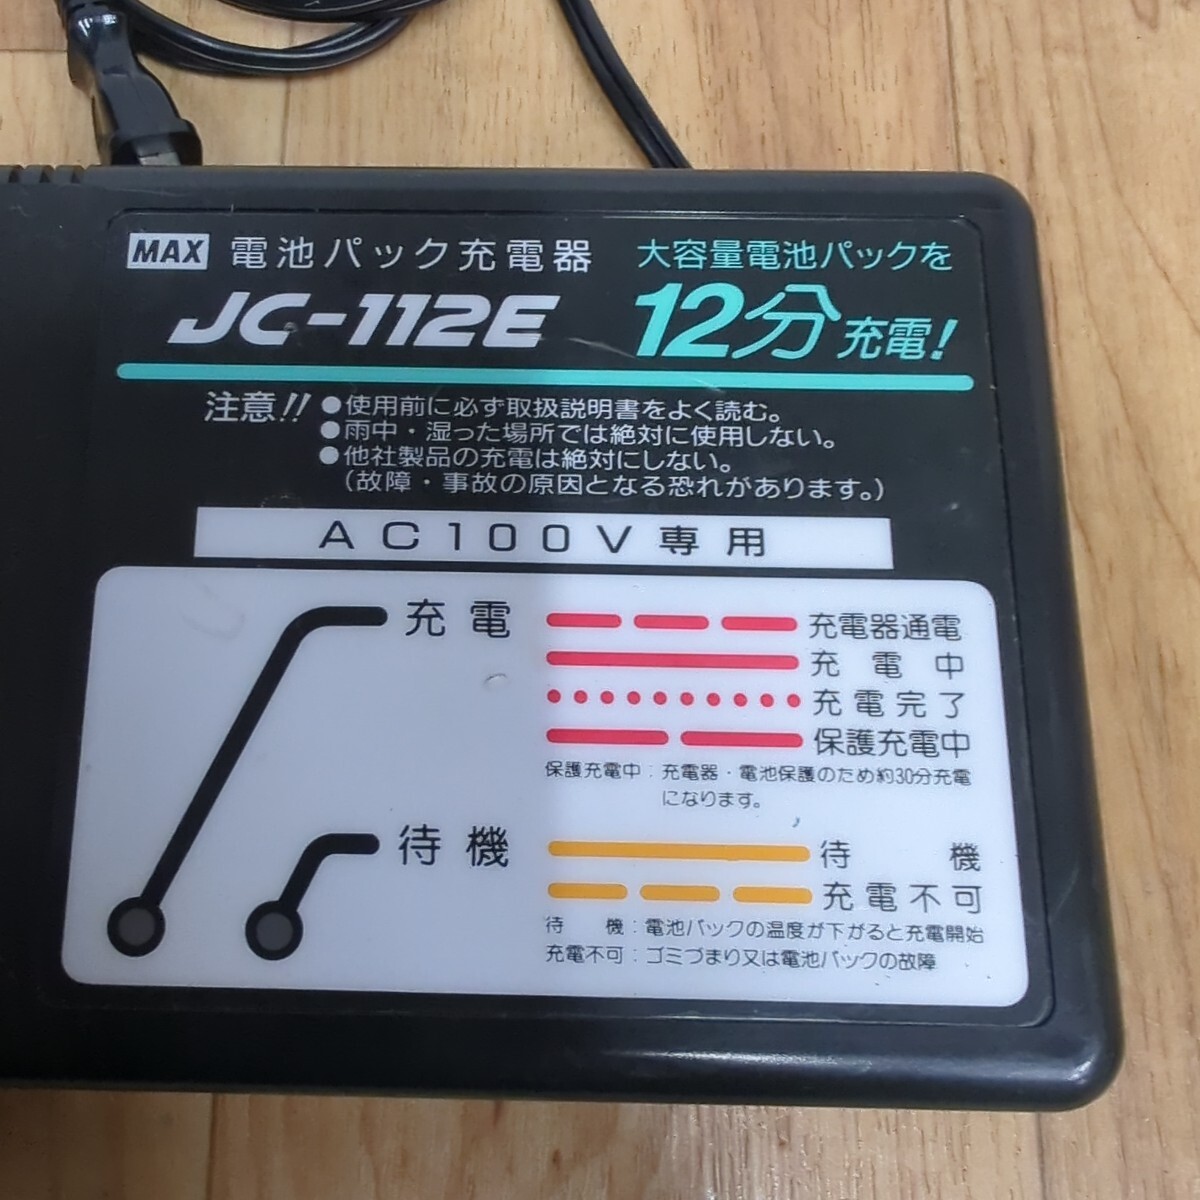 MAX 電池パック充電器 大容量電池パックを
JC-112E 12分充電!
注意!! ●使用前に必ず取扱説明書をよく読む。
●雨中・湿った場所では絶対に使用しない。
●他社製品の充電は絶対にしない。
(故障・事故の原因となる恐れがあります。)
AC100V専用
充電 充電器通電
充電中
充電完了
保護充電中
保護充電中:充電器・電池保護のため約30分充電
になります。
待機 待機
充電不可
待機:電池パックの温度が下がると充電開始
充電不可:ゴミづまり又は電池パックの故障